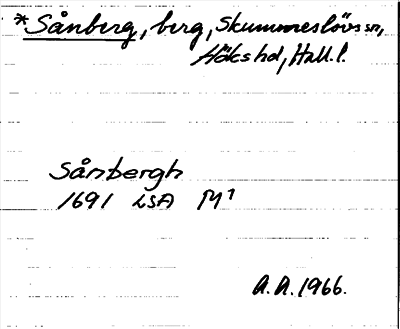 *Sånberg, berg, Skummeslövs sn,
Höks hd, Hall. l.
Sånbergh
1691 LSA M1
A.A. 1966.